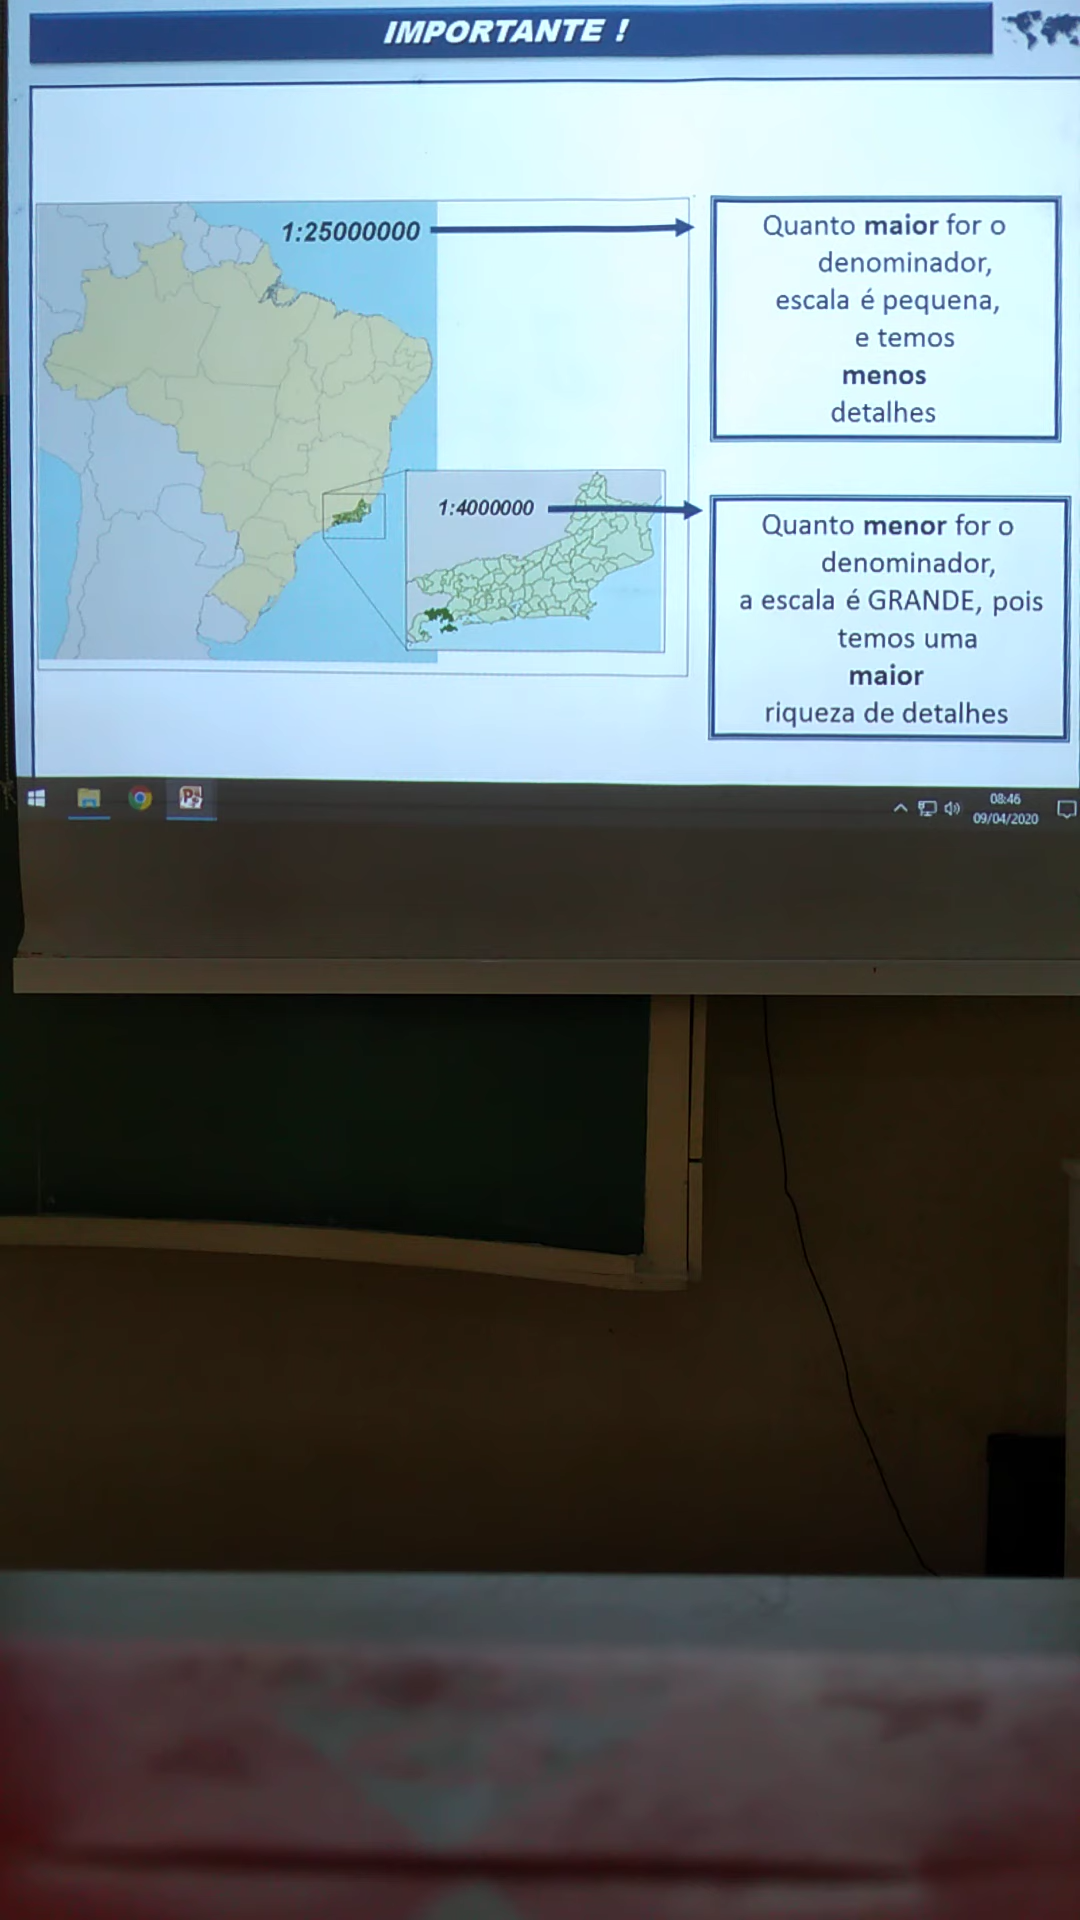 IMPORTANTE !
1:25000000
Quanto maior for o
denominador,
escala é pequena,
e temos
menos
detalhes
1:4000000
Quanto menor for o
denominador,
a escala é GRANDE, pois
temos uma
maior
riqueza de detalhes
08:46
09/04/2020